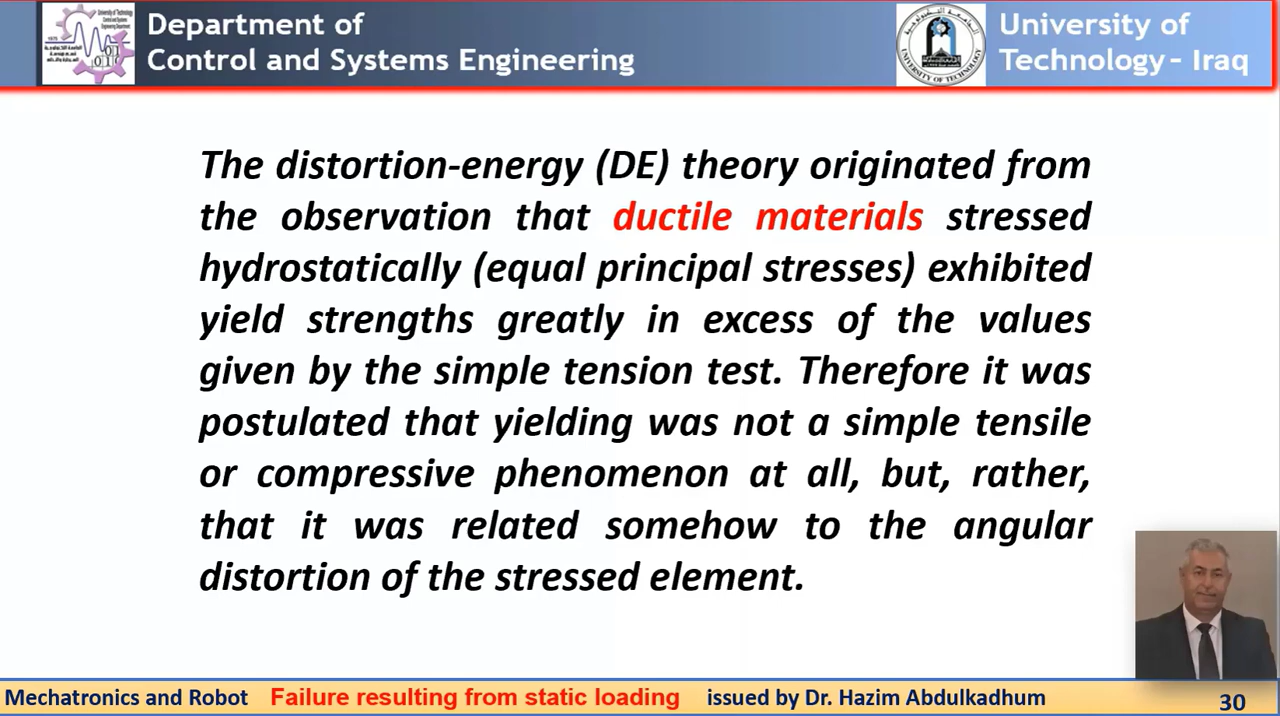 Department of
Control and Systems Engineering
University of
Technology - Iraq
UNIVERSITY OF TECHNOLOGY
The distortion-energy (DE) theory originated from
the observation that ductile materials stressed
hydrostatically (equal principal stresses) exhibited
yield strengths greatly in excess of the values
given by the simple tension test. Therefore it was
postulated that yielding was not a simple tensile
or compressive phenomenon at all, but, rather,
that it was related somehow to the angular
distortion of the stressed element.
Mechatronics and Robot Failure resulting from static loading issued by Dr. Hazim Abdulkadhum 30